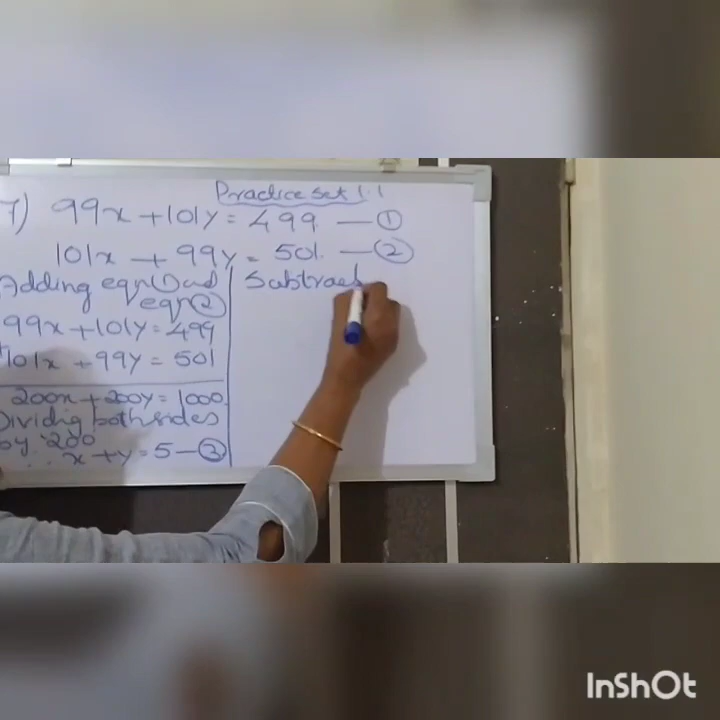 Practice Set 1.1
7) 99x + 101y = 499 — ①
101x + 99y = 501. — ②
Adding eqn ① and
eqn ②
99x + 101y = 499
+ 101x + 99y = 501
200x + 200y = 1000
Dividig both sides
by 200
∴ x + y = 5 — ③
Subtract
InShOt